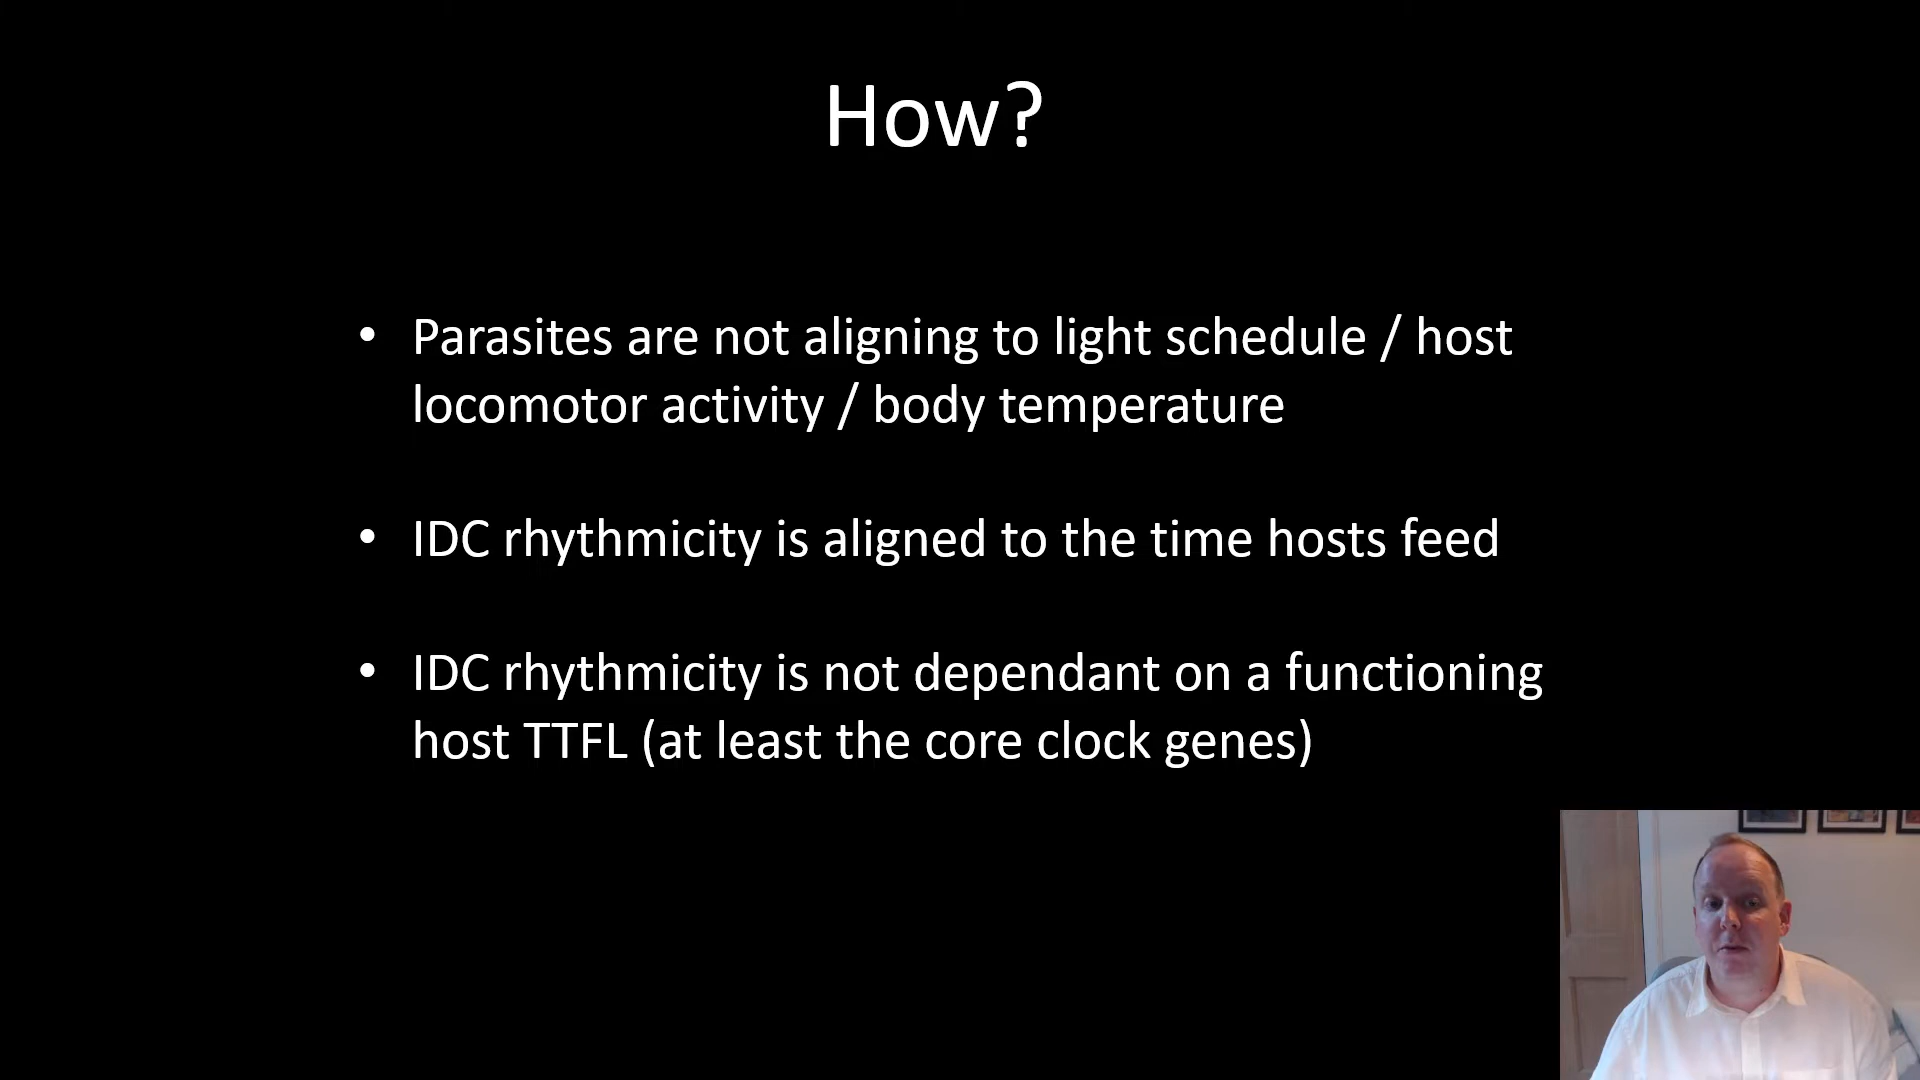 How?
• Parasites are not aligning to light schedule / host
locomotor activity / body temperature
• IDC rhythmicity is aligned to the time hosts feed
• IDC rhythmicity is not dependant on a functioning
host TTFL (at least the core clock genes)